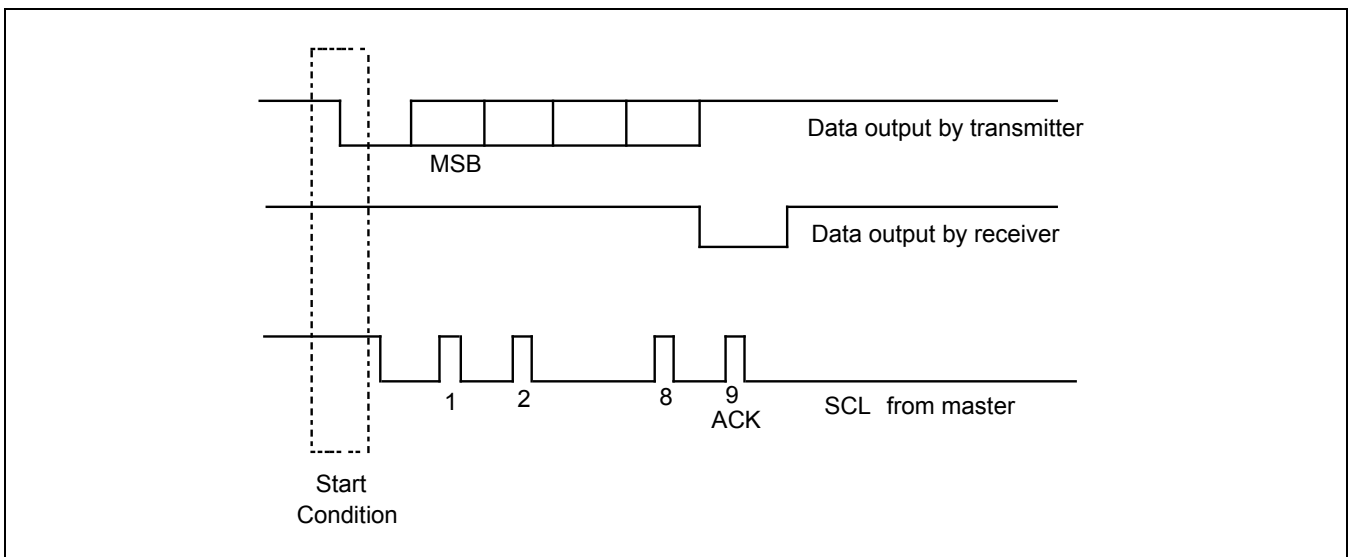 Data output by transmitter
MSB
Data output by receiver
1
2
8
9
ACK
SCL from master
Start
Condition